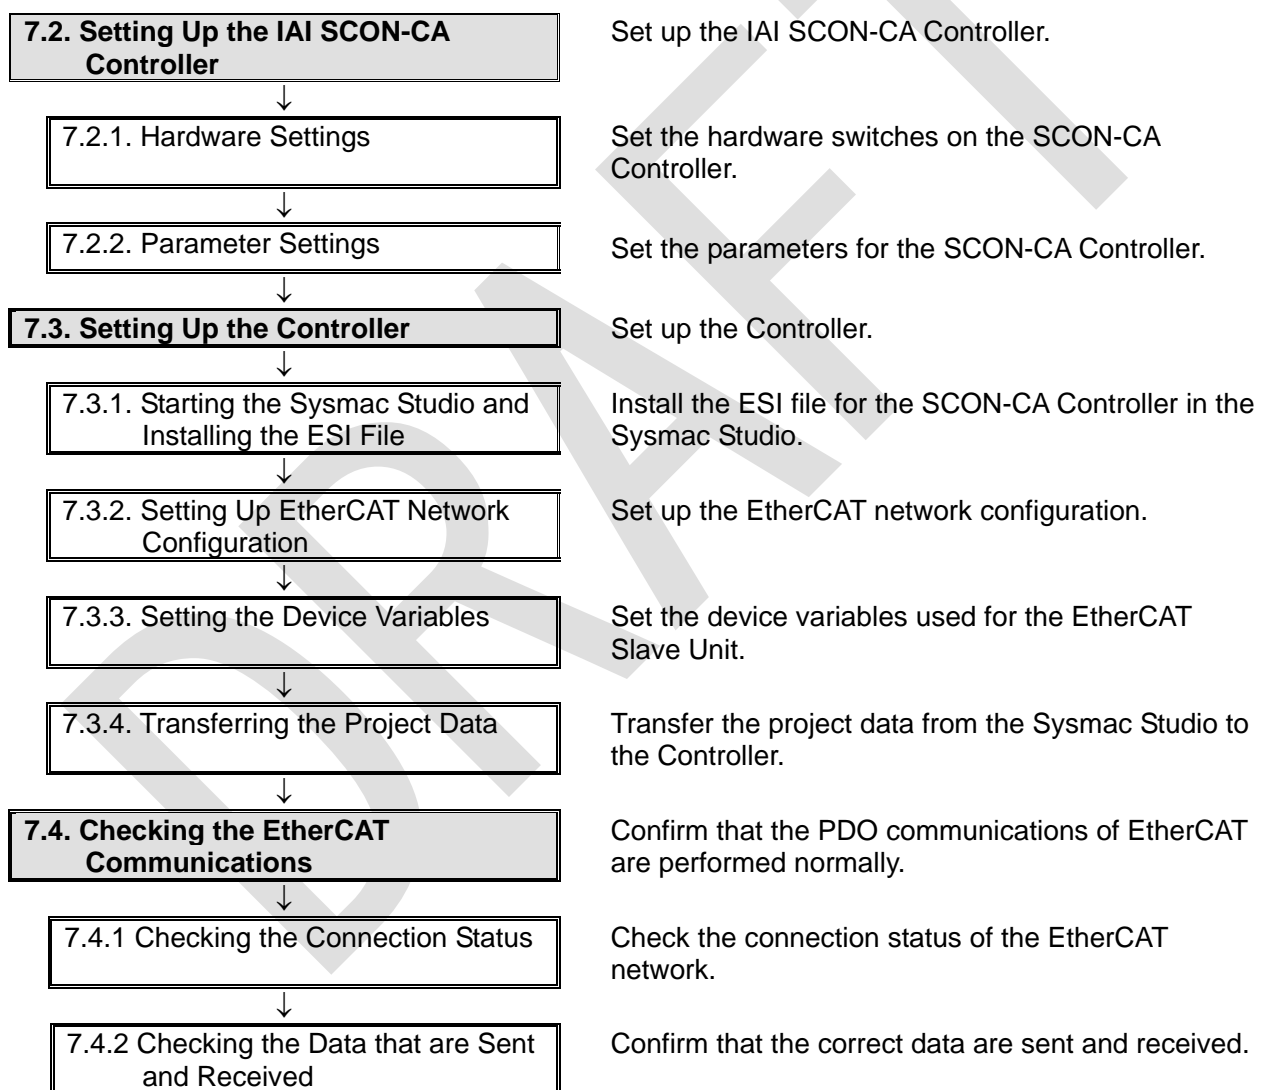 7.2. Setting Up the IAI SCON-CA
Controller
Set up the IAI SCON-CA Controller.
↓
7.2.1. Hardware Settings
Set the hardware switches on the SCON-CA
Controller.
↓
7.2.2. Parameter Settings
Set the parameters for the SCON-CA Controller.
↓
7.3. Setting Up the Controller
Set up the Controller.
↓
7.3.1. Starting the Sysmac Studio and
Installing the ESI File
Install the ESI file for the SCON-CA Controller in the
Sysmac Studio.
↓
7.3.2. Setting Up EtherCAT Network
Configuration
Set up the EtherCAT network configuration.
↓
7.3.3. Setting the Device Variables
Set the device variables used for the EtherCAT
Slave Unit.
↓
7.3.4. Transferring the Project Data
Transfer the project data from the Sysmac Studio to
the Controller.
↓
7.4. Checking the EtherCAT
Communications
Confirm that the PDO communications of EtherCAT
are performed normally.
↓
7.4.1 Checking the Connection Status
Check the connection status of the EtherCAT
network.
↓
7.4.2 Checking the Data that are Sent
and Received
Confirm that the correct data are sent and received.
DRAFT